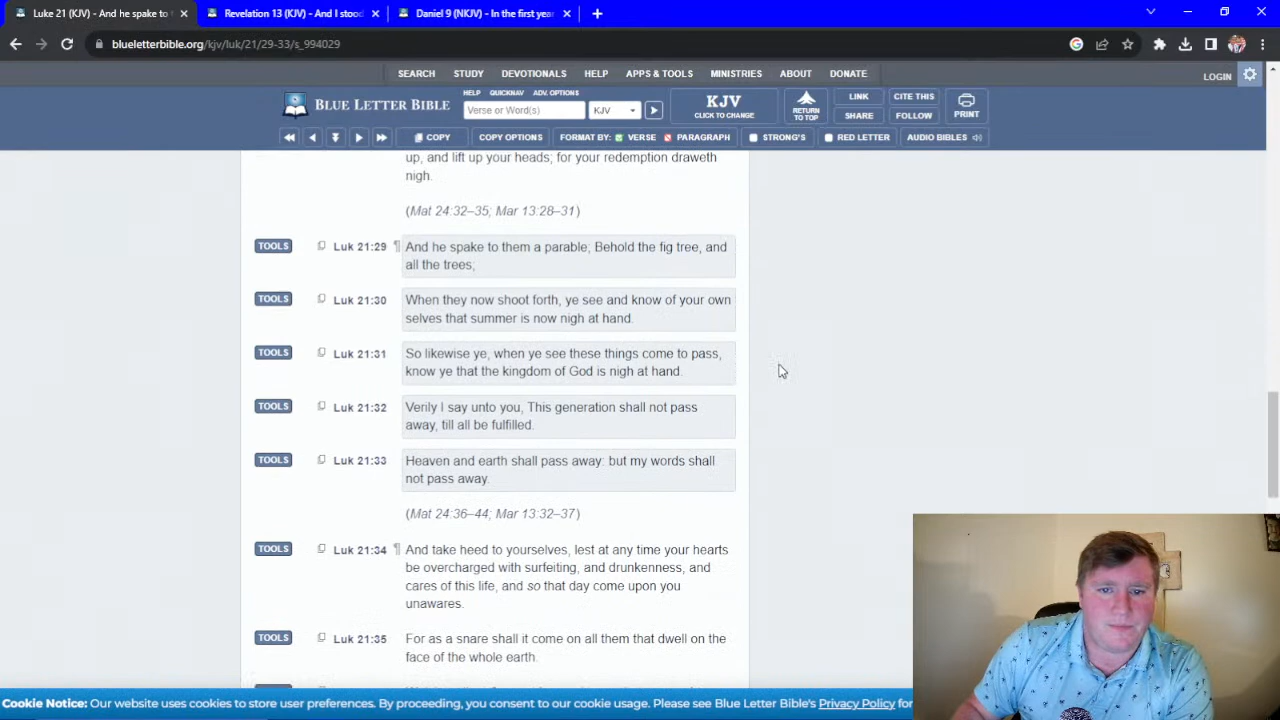 Luke 21 (KJV) - And he spake to
Revelation 13 (KJV) - And I stood
Daniel 9 (NKJV) - In the first year
blueletterbible.org/kjv/luk/21/29-33/s_994029
SEARCH STUDY DEVOTIONALS HELP APPS & TOOLS MINISTRIES ABOUT DONATE LOGIN
BLUE LETTER BIBLE
HELP QUICKNAV ADV. OPTIONS
Verse or Word(s) KJV
KJV
CLICK TO CHANGE
RETURN
TO TOP
LINK CITE THIS
SHARE FOLLOW
PRINT
COPY COPY OPTIONS FORMAT BY: VERSE PARAGRAPH STRONG'S RED LETTER AUDIO BIBLES
up, and lift up your heads; for your redemption draweth
nigh.
(Mat 24:32–35; Mar 13:28–31)
TOOLS Luk 21:29 ¶ And he spake to them a parable; Behold the fig tree, and
all the trees;
TOOLS Luk 21:30 When they now shoot forth, ye see and know of your own
selves that summer is now nigh at hand.
TOOLS Luk 21:31 So likewise ye, when ye see these things come to pass,
know ye that the kingdom of God is nigh at hand.
TOOLS Luk 21:32 Verily I say unto you, This generation shall not pass
away, till all be fulfilled.
TOOLS Luk 21:33 Heaven and earth shall pass away: but my words shall
not pass away.
(Mat 24:36–44; Mar 13:32–37)
TOOLS Luk 21:34 ¶ And take heed to yourselves, lest at any time your hearts
be overcharged with surfeiting, and drunkenness, and
cares of this life, and so that day come upon you
unawares.
TOOLS Luk 21:35 For as a snare shall it come on all them that dwell on the
face of the whole earth.
Cookie Notice: Our website uses cookies to store user preferences. By proceeding, you consent to our cookie usage. Please see Blue Letter Bible's Privacy Policy for